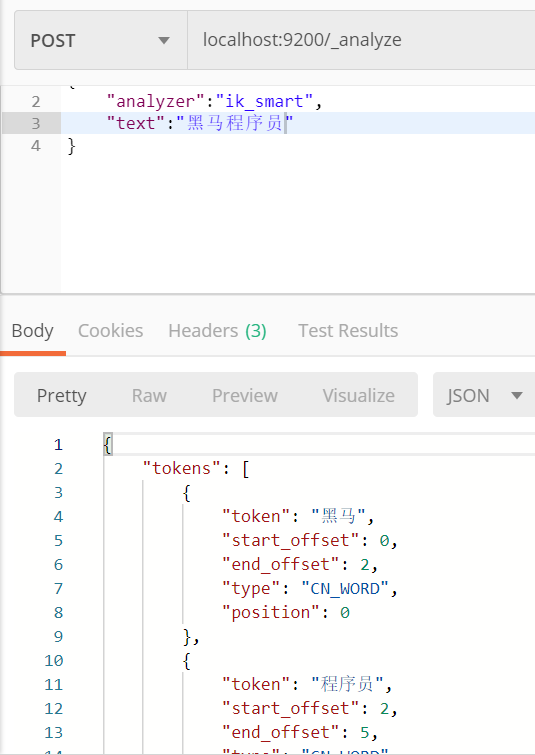 POST localhost:9200/_analyze
{
2 "analyzer":"ik_smart",
3 "text":"黑马程序员"
4 }
Body Cookies Headers (3) Test Results
Pretty Raw Preview Visualize JSON
1 {
2 "tokens": [
3 {
4 "token": "黑马",
5 "start_offset": 0,
6 "end_offset": 2,
7 "type": "CN_WORD",
8 "position": 0
9 },
10 {
11 "token": "程序员",
12 "start_offset": 2,
13 "end_offset": 5,
14 "type": "CN_WORD",